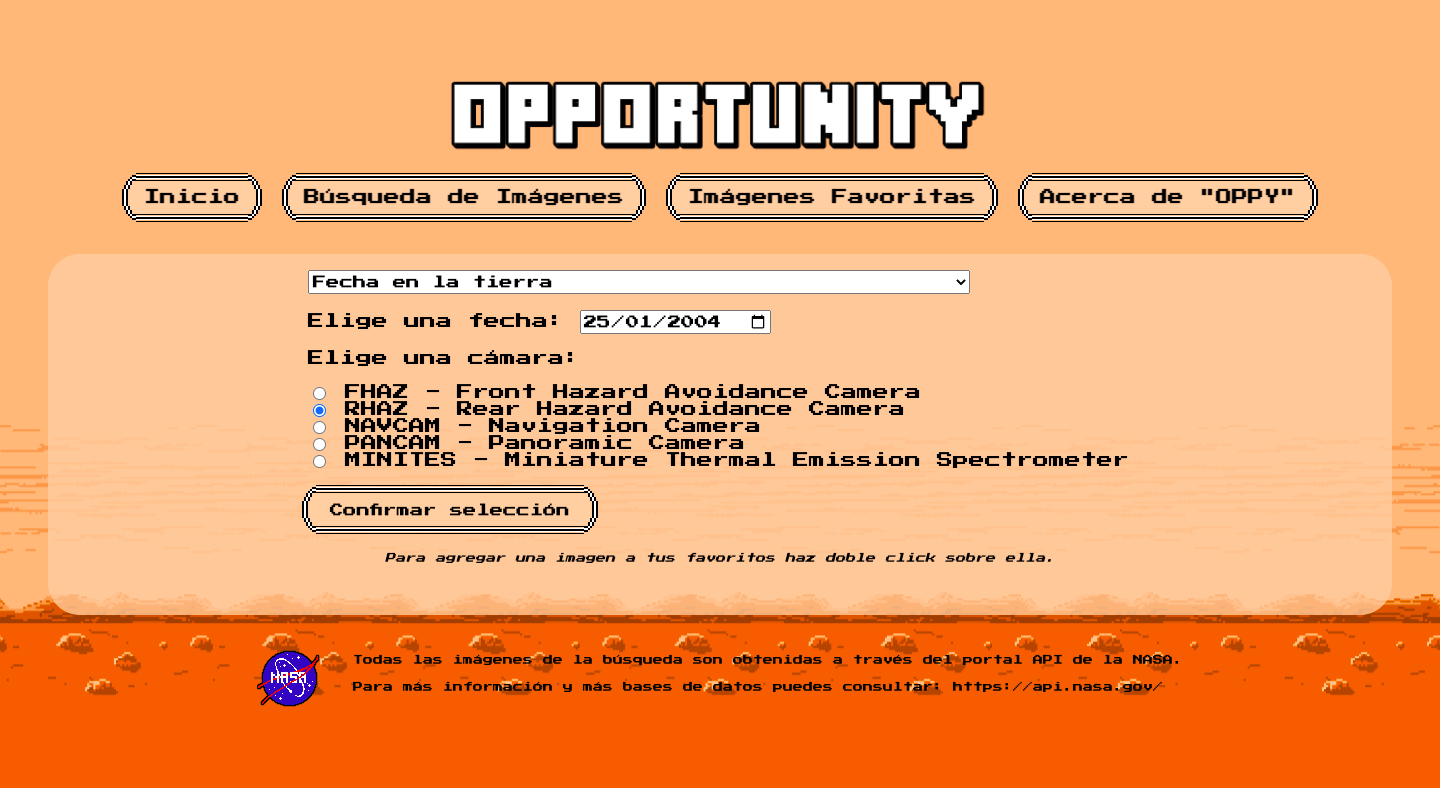 OPPORTUNITY
Inicio
Búsqueda de Imágenes
Imágenes Favoritas
Acerca de "OPPY"
Fecha en la tierra
Elige una fecha: 25/01/2004
Elige una cámara:
FHAZ - Front Hazard Avoidance Camera
RHAZ - Rear Hazard Avoidance Camera
NAVCAM - Navigation Camera
PANCAM - Panoramic Camera
MINITES - Miniature Thermal Emission Spectrometer
Confirmar selección
Para agregar una imagen a tus favoritos haz doble click sobre ella.
NASA
Todas las imágenes de la búsqueda son obtenidas a través del portal API de la NASA.
Para más información y más bases de datos puedes consultar: https://api.nasa.gov/